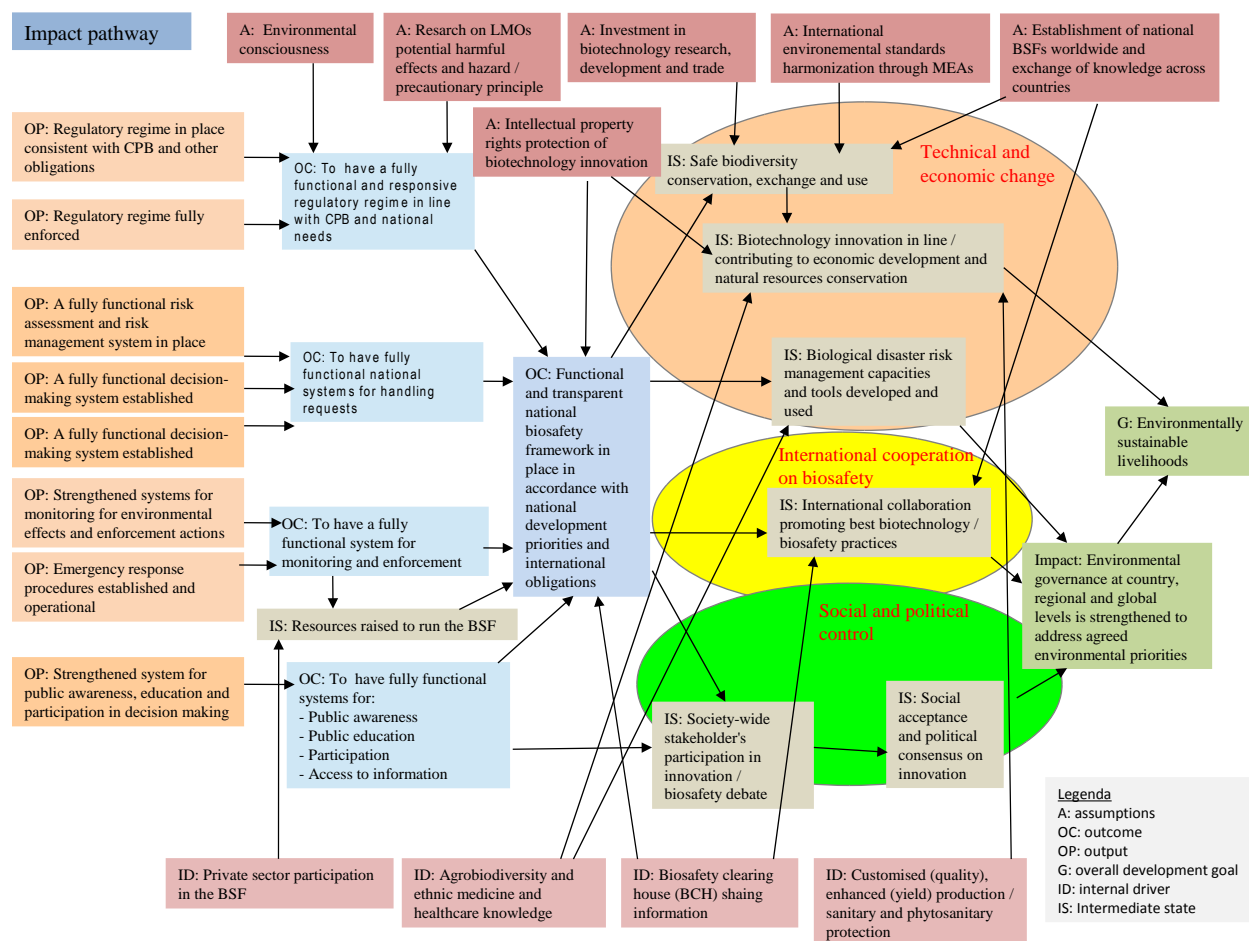 Impact pathway
A: Environmental
consciousness
A: Resarch on LMOs
potential harmful
effects and hazard /
precautionary principle
A: Investment in
biotechnology research,
development and trade
A: International
environemental standards
harmonization through MEAs
A: Establishment of national
BSFs worldwide and
exchange of knowledge across
countries
OP: Regulatory regime in place
consistent with CPB and other
obligations
OP: Regulatory regime fully
enforced
OC: To have a fully
functional and responsive
regulatory regime in line
with CPB and national
needs
A: Intellectual property
rights protection of
biotechnology innovation
IS: Safe biodiversity
conservation, exchange and use
Technical and
economic change
IS: Biotechnology innovation in line /
contributing to economic development and
natural resources conservation
OP: A fully functional risk
assessment and risk
management system in place
OP: A fully functional decision-
making system established
OP: A fully functional decision-
making system established
OC: To have fully
functional national
systems for handling
requests
OC: Functional
and transparent
national
biosafety
framework in
place in
accordance with
national
development
priorities and
international
obligations
IS: Biological disaster risk
management capacities
and tools developed and
used
G: Environmentally
sustainable
livelihoods
International cooperation
on biosafety
IS: International collaboration
promoting best biotechnology /
biosafety practices
OP: Strengthened systems for
monitoring for environmental
effects and enforcement actions
OP: Emergency response
procedures established and
operational
OC: To have a fully
functional system for
monitoring and enforcement
IS: Resources raised to run the BSF
Impact: Environmental
governance at country,
regional and global
levels is strengthened to
address agreed
environmental priorities
Social and political
control
OP: Strengthened system for
public awareness, education and
participation in decision making
OC: To have fully functional
systems for:
- Public awareness
- Public education
- Participation
- Access to information
IS: Society-wide
stakeholder's
participation in
innovation /
biosafety debate
IS: Social
acceptance
and political
consensus on
innovation
ID: Private sector participation
in the BSF
ID: Agrobiodiversity and
ethnic medicine and
healthcare knowledge
ID: Biosafety clearing
house (BCH) shaing
information
ID: Customised (quality),
enhanced (yield) production /
sanitary and phytosanitary
protection
Legenda
A: assumptions
OC: outcome
OP: output
G: overall development goal
ID: internal driver
IS: Intermediate state